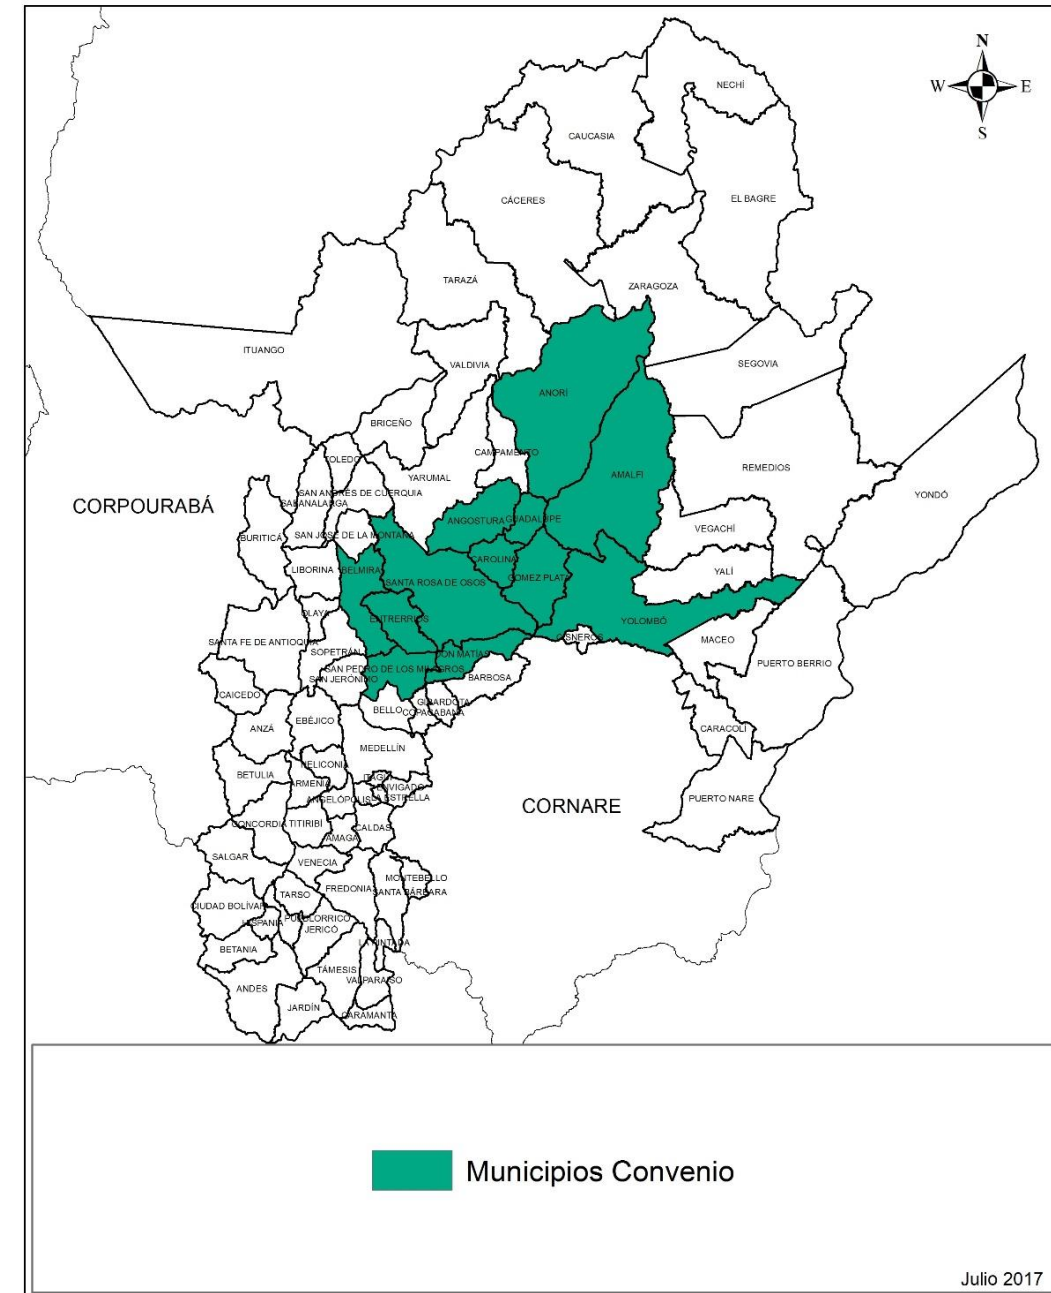 N
NECHÍ
W
E
S
CAUCASIA
EL BAGRE
CÁCERES
TARAZÁ
ZARAGOZA
ITUANGO
VALDIVIA
SEGOVIA
ANORÍ
BRICEÑO
CAMPAMENTO
TOLEDO
YARUMAL
AMALFI
REMEDIOS
YONDÓ
SAN ANDRES DE CUERQUIA
SABANALARGA
CORPOURABÁ
ANGOSTURA
GUADALUPE
VEGACHÍ
BURITICÁ
SAN JOSE DE LA MONTAÑA
CAROLINA
LIBORINA
BELMIRA
YALÍ
SANTA ROSA DE OSOS
GOMEZ PLATA
OLAYA
ENTRERRIOS
YOLOMBÓ
SANTA FE DE ANTIOQUIA
CISNEROS
MACEO
SOPETRÁN
DON MATÍAS
PUERTO BERRIO
SAN PEDRO DE LOS MILAGROS
SAN JERÓNIMO
BARBOSA
CAICEDO
GIRARDOTA
BELLO
COPACABANA
EBÉJICO
ANZÁ
CARACOLÍ
MEDELLÍN
HELICONIA
BETULIA
ITAGUI
ARMENIA
ENVIGADO
ANGELÓPOLIS
LA ESTRELLA
PUERTO NARE
CORNARE
CONCORDIA
TITIRIBÍ
CALDAS
AMAGA
SALGAR
VENECIA
MONTEBELLO
FREDONIA
SANTA BÁRBARA
TARSO
CIUDAD BOLÍVAR
PUEBLORRICO
HISPANIA
JERICÓ
LA PINTADA
BETANIA
TÁMESIS
VALPARAISO
ANDES
JARDÍN
CARAMANTA
Municipios Convenio
Julio 2017